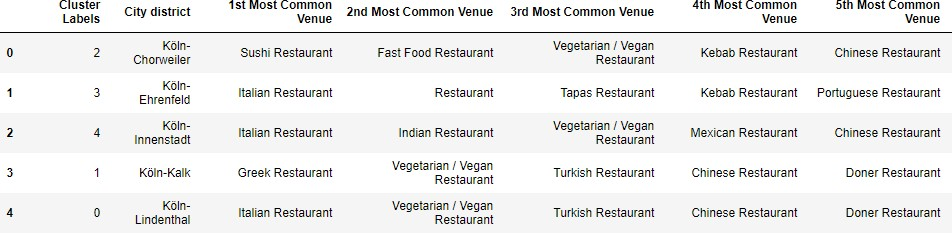 Cluster Labels City district 1st Most Common Venue 2nd Most Common Venue 3rd Most Common Venue 4th Most Common Venue 5th Most Common Venue
0 2 Köln-Chorweiler Sushi Restaurant Fast Food Restaurant Vegetarian / Vegan Restaurant Kebab Restaurant Chinese Restaurant
1 3 Köln-Ehrenfeld Italian Restaurant Restaurant Tapas Restaurant Kebab Restaurant Portuguese Restaurant
2 4 Köln-Innenstadt Italian Restaurant Indian Restaurant Vegetarian / Vegan Restaurant Mexican Restaurant Chinese Restaurant
3 1 Köln-Kalk Greek Restaurant Vegetarian / Vegan Restaurant Turkish Restaurant Chinese Restaurant Doner Restaurant
4 0 Köln-Lindenthal Italian Restaurant Vegetarian / Vegan Restaurant Turkish Restaurant Chinese Restaurant Doner Restaurant